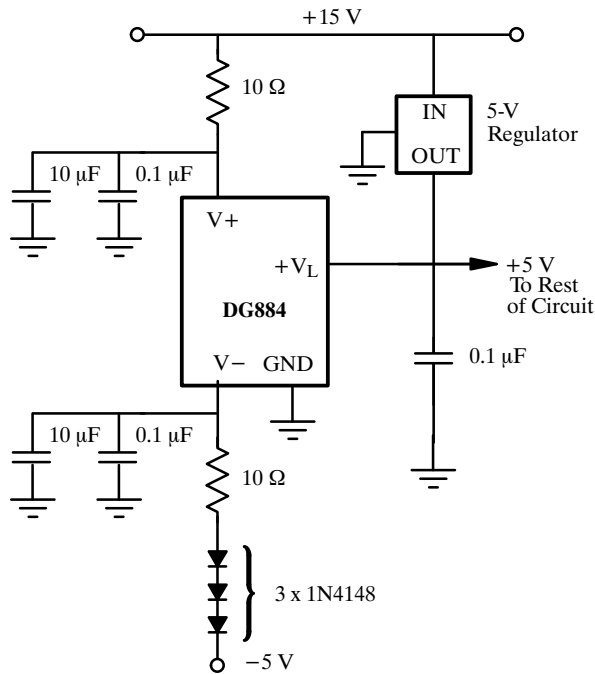 +15 V
10 Ω
5-V
Regulator
IN
OUT
10 μF
0.1 μF
V+
+VL
+5 V
To Rest
of Circuit
DG884
V−
GND
0.1 μF
10 μF
0.1 μF
10 Ω
3 x 1N4148
−5 V